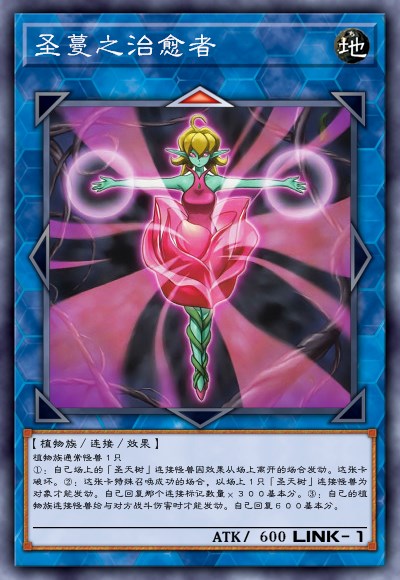 圣蔓之治愈者
地
【植物族／连接／效果】
植物族通常怪兽1只
①：自己场上的「圣天树」连接怪兽因效果从场上离开的场合发动。这张卡
破坏。②：这张卡特殊召唤成功的场合，以场上1只「圣天树」连接怪兽为
对象才能发动。自己回复那个连接标记数量×300基本分。③：自己的植
物族连接怪兽给与对方战斗伤害时才能发动。自己回复600基本分。
ATK/ 600 LINK-1